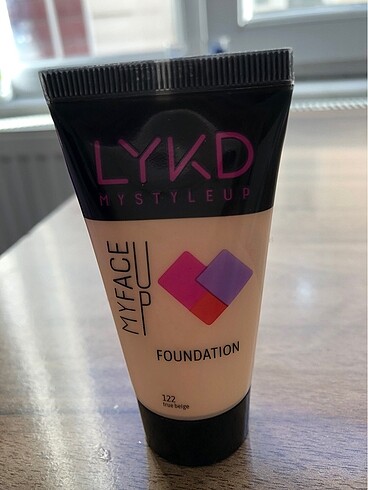 LYKD
MYSTYLEUP
MYFACE
UP
FOUNDATION
122
true beige